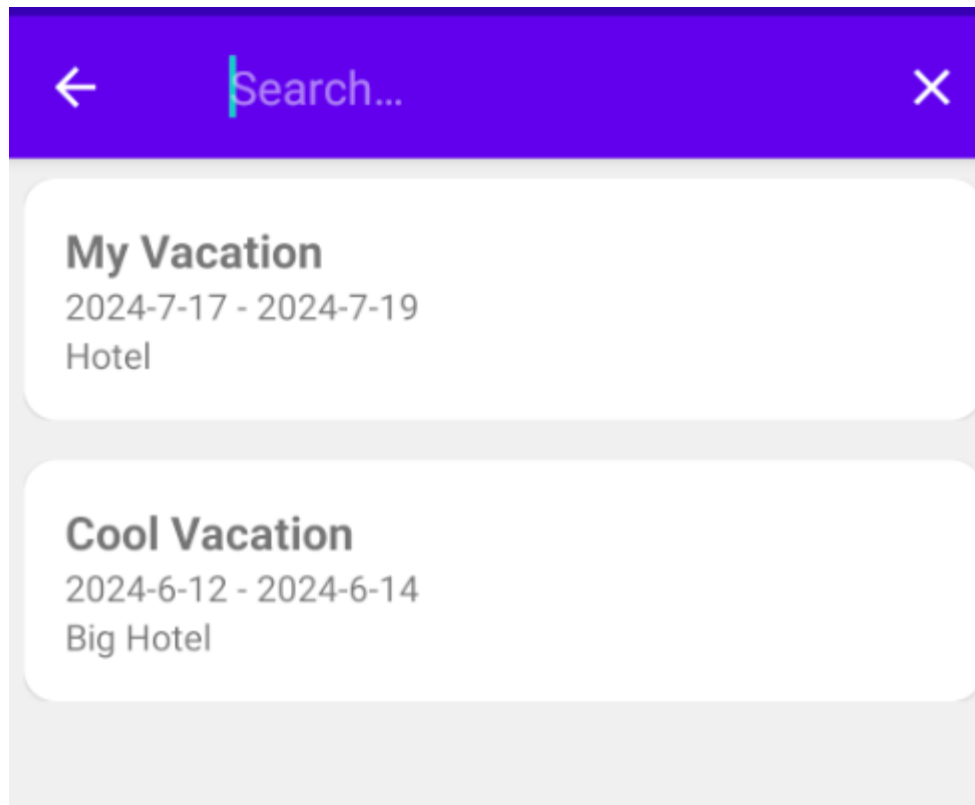 Search...
My Vacation
2024-7-17 - 2024-7-19
Hotel
Cool Vacation
2024-6-12 - 2024-6-14
Big Hotel